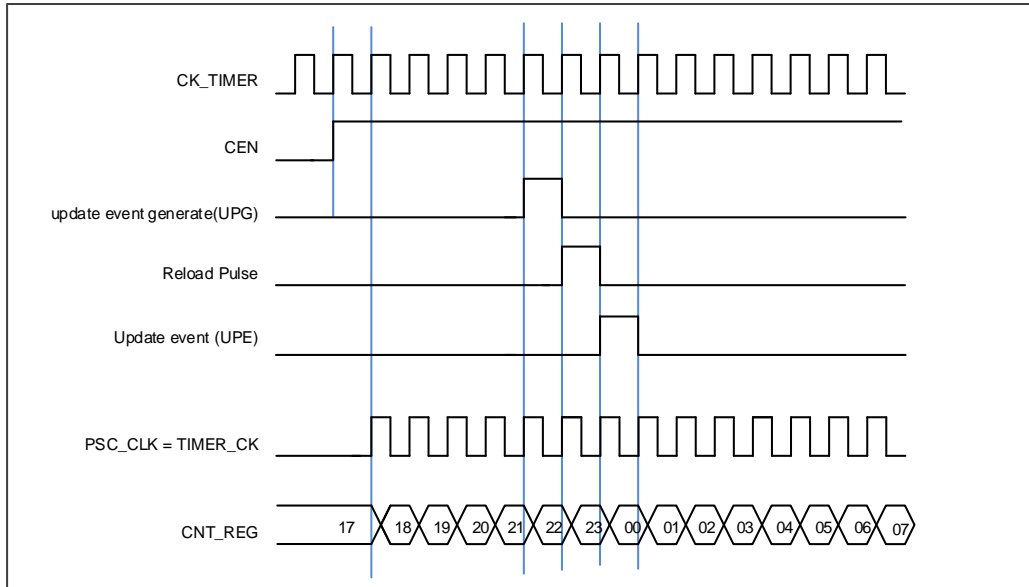 CK_TIMER
CEN
update event generate(UPG)
Reload Pulse
Update event (UPE)
PSC_CLK = TIMER_CK
CNT_REG 17 18 19 20 21 22 23 00 01 02 03 04 05 06 07